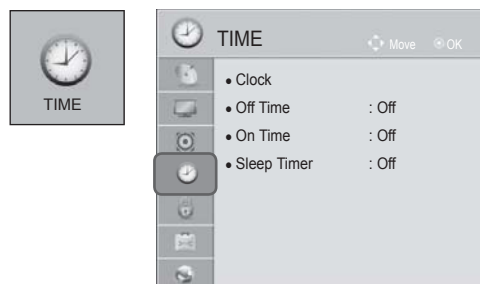 TIME
TIME Move OK
• Clock
• Off Time : Off
• On Time : Off
• Sleep Timer : Off